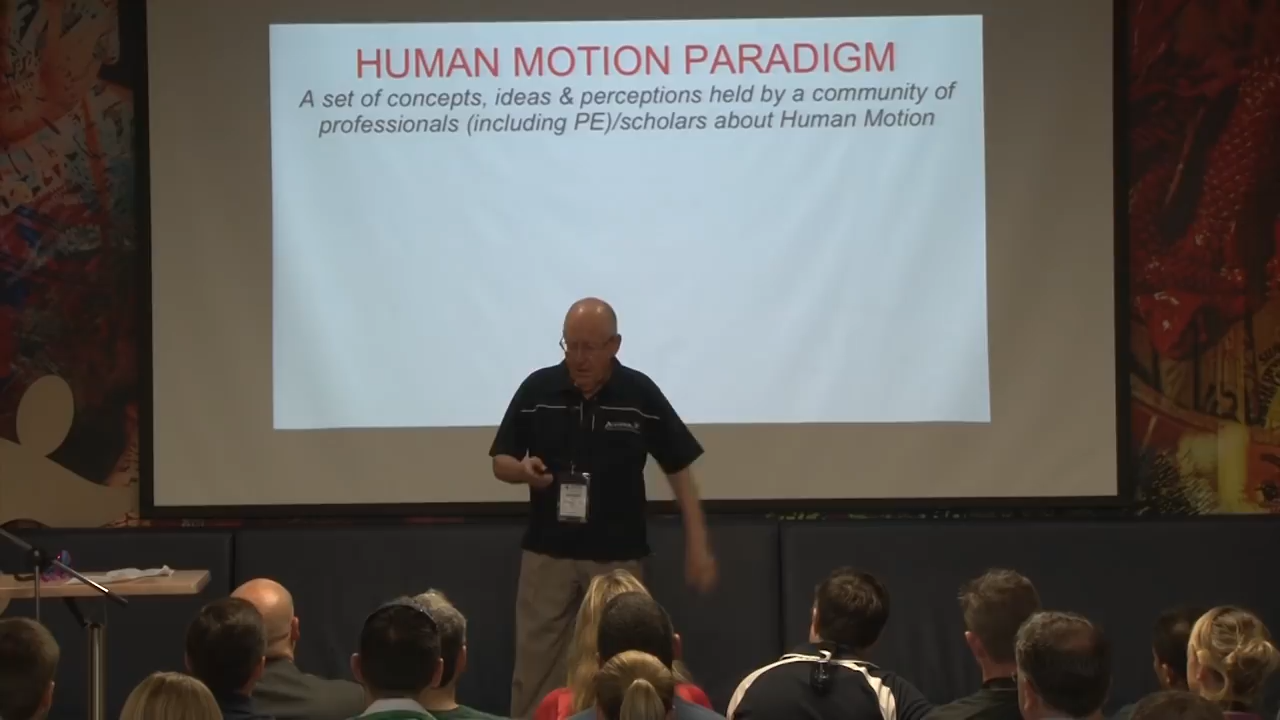 HUMAN MOTION PARADIGM
A set of concepts, ideas & perceptions held by a community of
professionals (including PE)/scholars about Human Motion